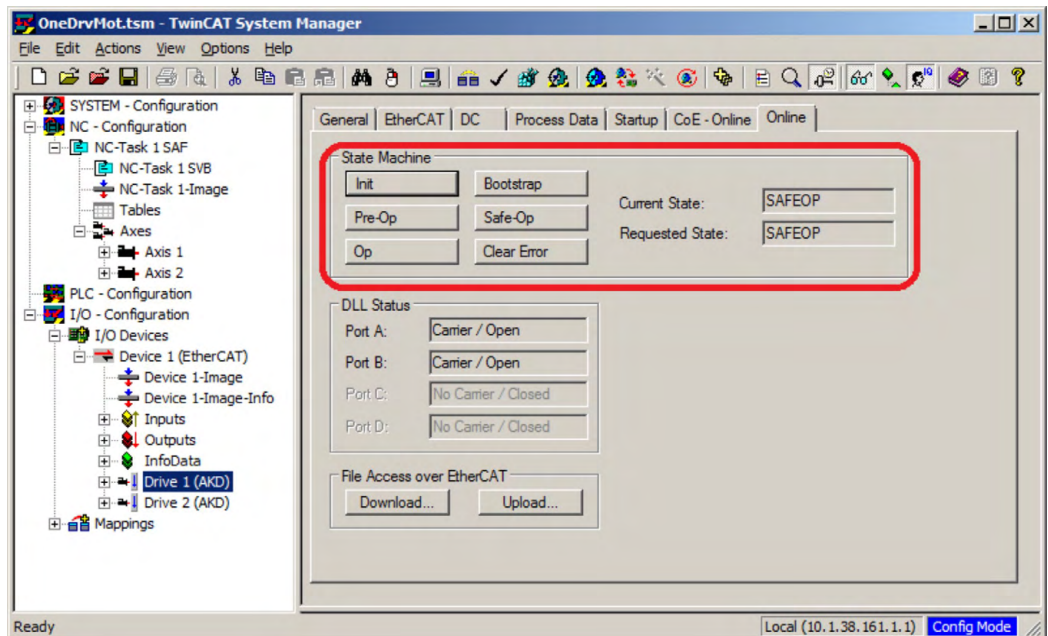 OneDrvMot.tsm - TwinCAT System Manager
File Edit Actions View Options Help
SYSTEM - Configuration
NC - Configuration
NC-Task 1 SAF
NC-Task 1 SVB
NC-Task 1-Image
Tables
Axes
Axis 1
Axis 2
PLC - Configuration
I/O - Configuration
I/O Devices
Device 1 (EtherCAT)
Device 1-Image
Device 1-Image-Info
Inputs
Outputs
InfoData
Drive 1 (AKD)
Drive 2 (AKD)
Mappings
General EtherCAT DC Process Data Startup CoE - Online Online
State Machine
Init Bootstrap
Pre-Op Safe-Op
Op Clear Error
Current State: SAFEOP
Requested State: SAFEOP
DLL Status
Port A: Carrier / Open
Port B: Carrier / Open
Port C: No Carrier / Closed
Port D: No Carrier / Closed
File Access over EtherCAT
Download... Upload...
Ready Local (10.1.38.161.1.1) Config Mode